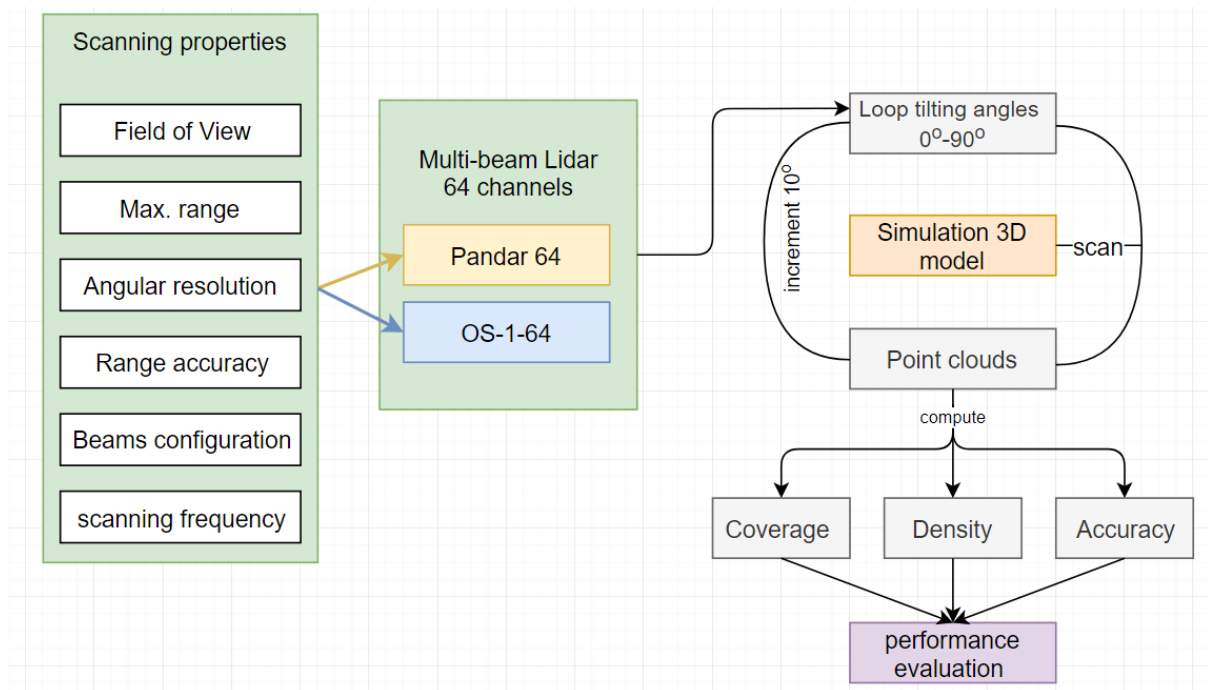 Scanning properties
Field of View
Max. range
Angular resolution
Range accuracy
Beams configuration
scanning frequency
Multi-beam Lidar
64 channels
Pandar 64
OS-1-64
Loop tilting angles
0º-90º
increment 10º
Simulation 3D
model
scan
Point clouds
compute
Coverage
Density
Accuracy
performance
evaluation